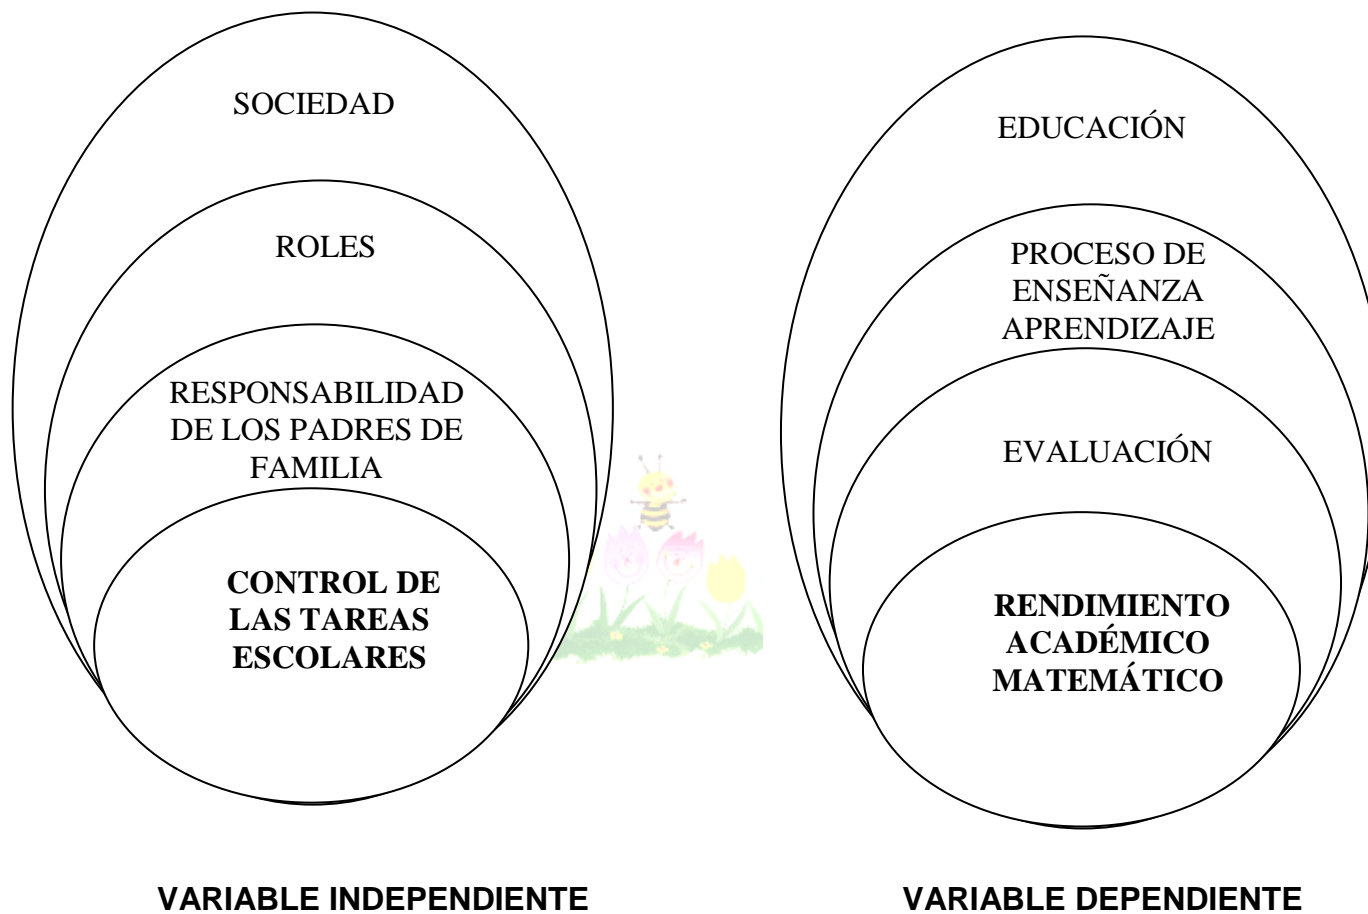 SOCIEDAD
ROLES
RESPONSABILIDAD
DE LOS PADRES DE
FAMILIA
CONTROL DE
LAS TAREAS
ESCOLARES
VARIABLE INDEPENDIENTE
EDUCACIÓN
PROCESO DE
ENSEÑANZA
APRENDIZAJE
EVALUACIÓN
RENDIMIENTO
ACADÉMICO
MATEMÁTICO
VARIABLE DEPENDIENTE